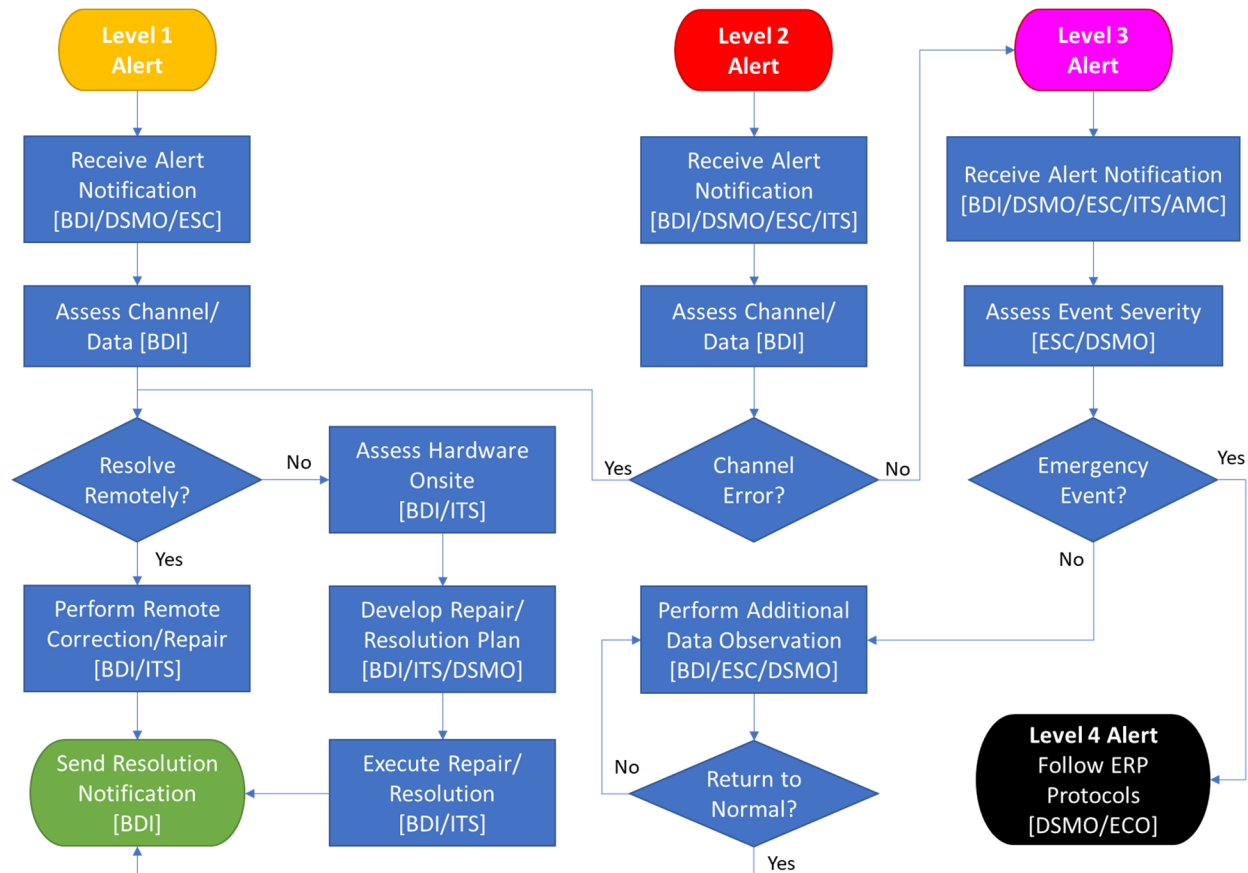 Level 1
Alert
Receive Alert
Notification
[BDI/DSMO/ESC]
Assess Channel/
Data [BDI]
Resolve
Remotely?
No
Yes
Perform Remote
Correction/Repair
[BDI/ITS]
Send Resolution
Notification
[BDI]
Assess Hardware
Onsite
[BDI/ITS]
Develop Repair/
Resolution Plan
[BDI/ITS/DSMO]
Execute Repair/
Resolution
[BDI/ITS]
Level 2
Alert
Receive Alert
Notification
[BDI/DSMO/ESC/ITS]
Assess Channel/
Data [BDI]
Yes
Channel
Error?
No
Perform Additional
Data Observation
[BDI/ESC/DSMO]
No
Return to
Normal?
Yes
Level 3
Alert
Receive Alert Notification
[BDI/DSMO/ESC/ITS/AMC]
Assess Event Severity
[ESC/DSMO]
Emergency
Event?
Yes
No
Level 4 Alert
Follow ERP
Protocols
[DSMO/ECO]